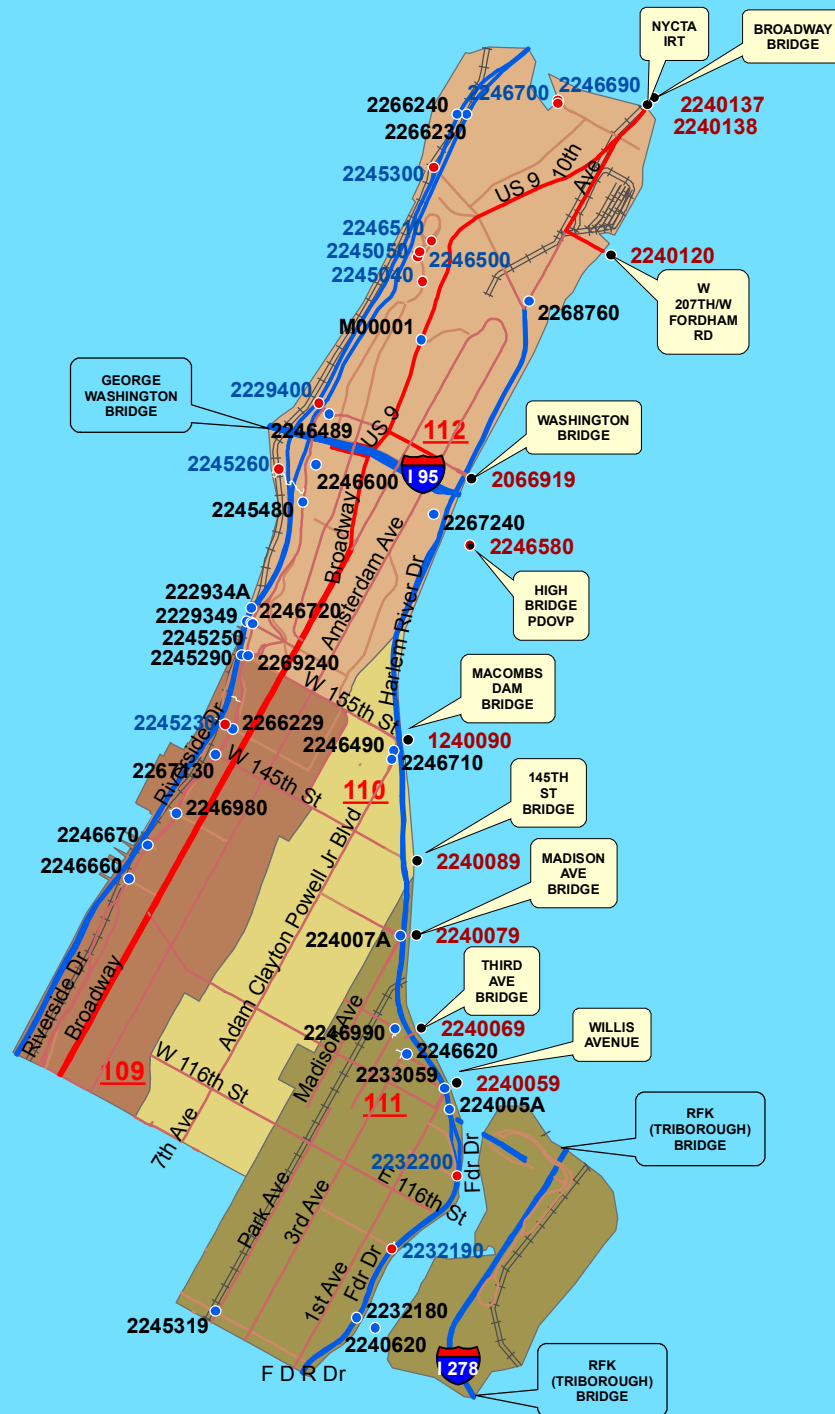 NYCTA
IRT
BROADWAY
BRIDGE
2246690
2246700
2266240
2266230
2240137
2240138
10th
Ave
US 9
2245300
2246510
2245050
2246500
2245040
2240120
W
207TH/W
FORDHAM
RD
2268760
M00001
GEORGE
WASHINGTON
BRIDGE
2229400
2246489
US 9
112
WASHINGTON
BRIDGE
2245260
2246600
I 95
2066919
2245480
Broadway
Amsterdam Ave
2267240
2246580
HIGH
BRIDGE
PDOVP
Harlem River Dr
222934A
2229349
2246720
2245250
2245290
2269240
W 155th St
MACOMBS
DAM
BRIDGE
2245230
2266229
Riverside Dr
2246490
1240090
2246710
2267130
W 145th St
110
145TH
ST
BRIDGE
2246980
2246670
2246660
Adam Clayton Powell Jr Blvd
2240089
MADISON
AVE
BRIDGE
224007A
2240079
Riverside Dr
Broadway
THIRD
AVE
BRIDGE
Madison Ave
2246990
2240069
WILLIS
AVENUE
109
W 116th St
2246620
2233059
2240059
111
224005A
7th Ave
RFK
(TRIBOROUGH)
BRIDGE
2232200
Fdr Dr
E 116th St
Park Ave
3rd Ave
2232190
1st Ave
Fdr Dr
2245319
2232180
2240620
F D R Dr
I 278
RFK
(TRIBOROUGH)
BRIDGE